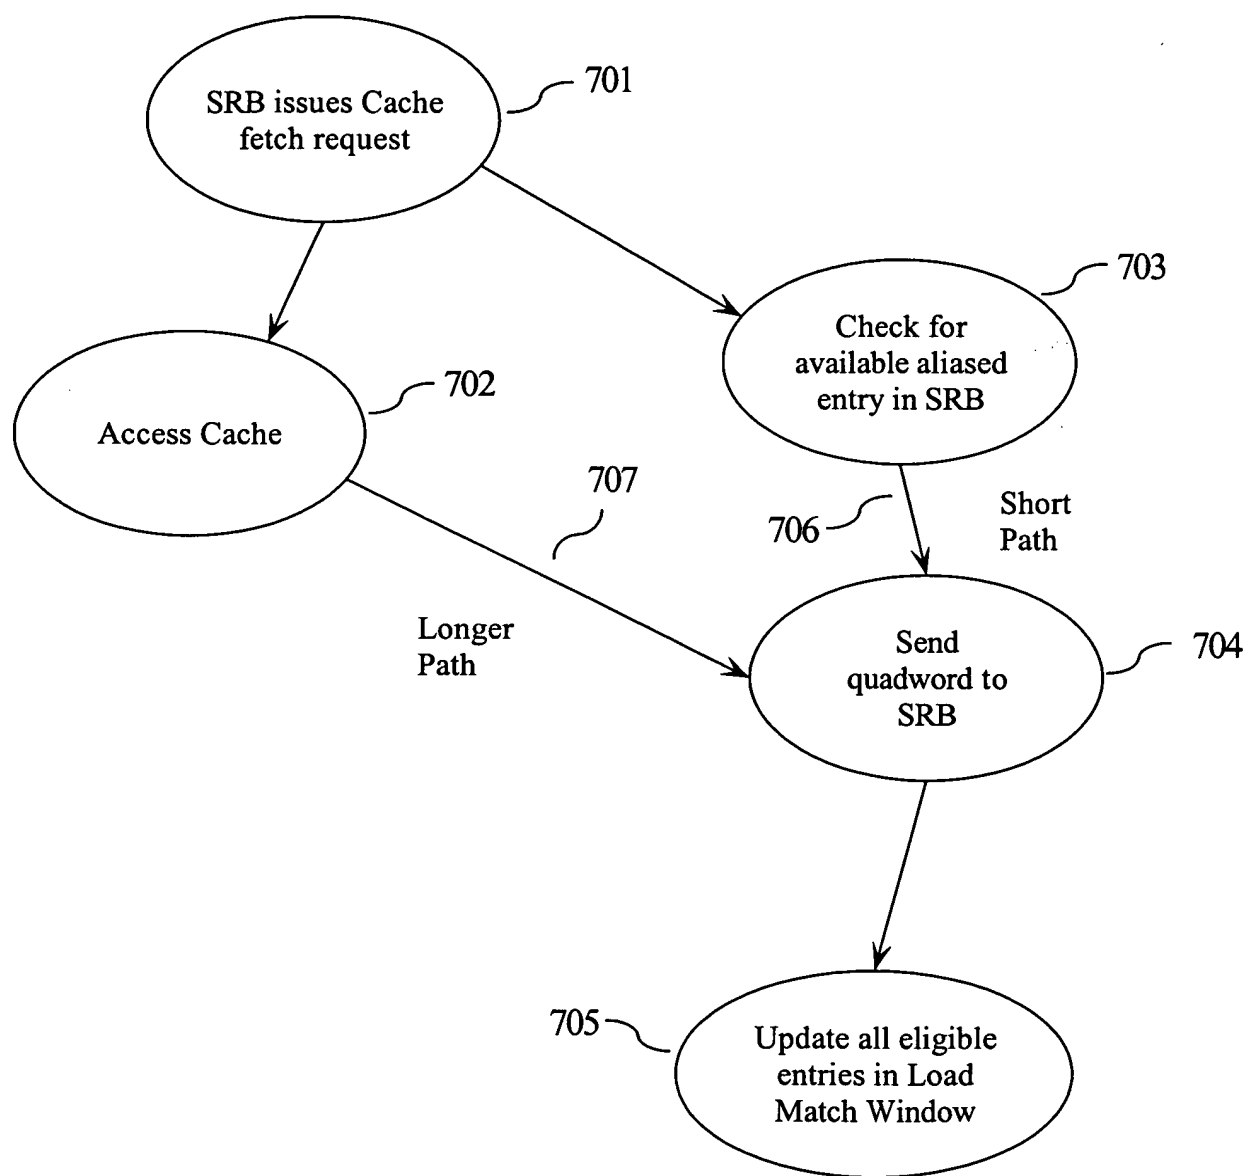 701
SRB issues Cache
fetch request
703
Check for
available aliased
entry in SRB
702
Access Cache
707
706
Short
Path
Longer
Path
Send
quadword to
SRB
704
705
Update all eligible
entries in Load
Match Window